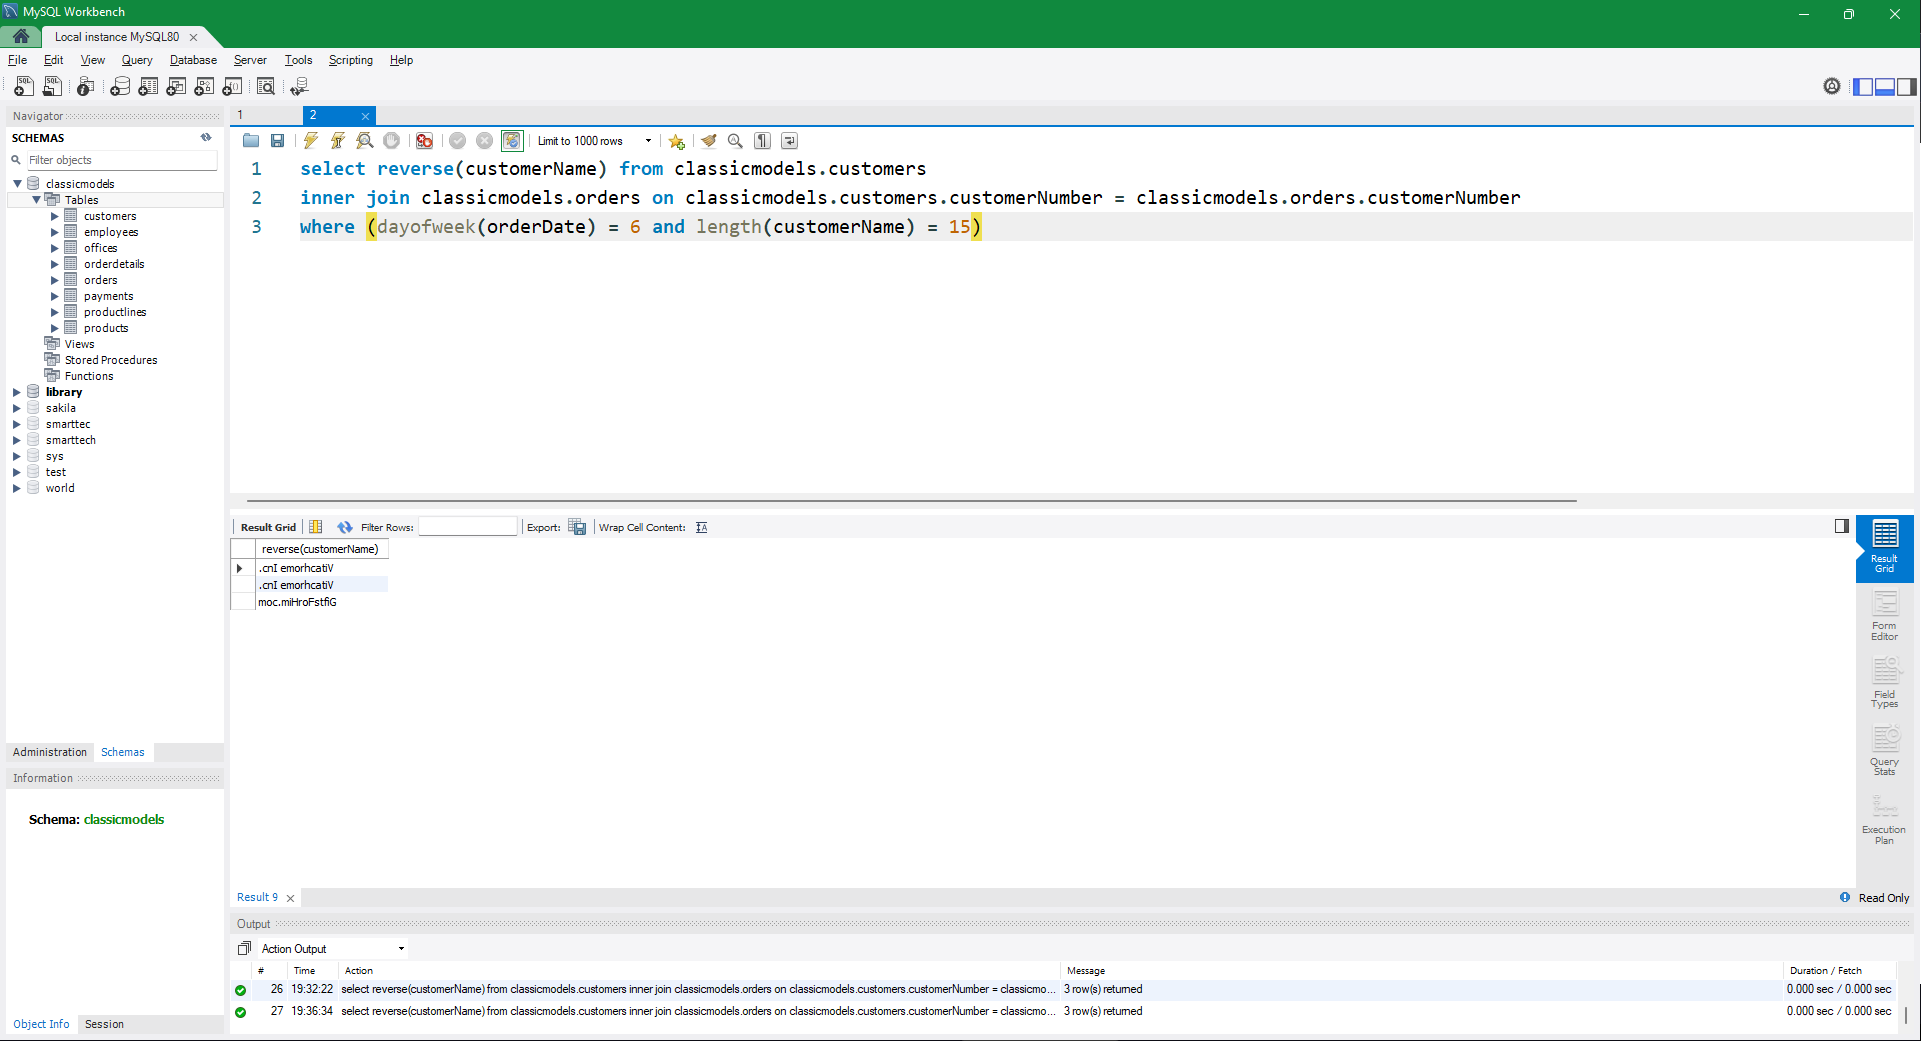 MySQL Workbench
Local instance MySQL80
File Edit View Query Database Server Tools Scripting Help
Navigator
SCHEMAS
Filter objects
classicmodels
Tables
customers
employees
offices
orderdetails
orders
payments
productlines
products
Views
Stored Procedures
Functions
library
sakila
smarttec
smarttech
sys
test
world
Administration Schemas
Information
Schema: classicmodels
Object Info Session
1 2
Limit to 1000 rows
1 select reverse(customerName) from classicmodels.customers
2 inner join classicmodels.orders on classicmodels.customers.customerNumber = classicmodels.orders.customerNumber
3 where (dayofweek(orderDate) = 6 and length(customerName) = 15)
Result Grid Filter Rows: Export: Wrap Cell Content:
reverse(customerName)
.cnI emorhcatiV
.cnI emorhcatiV
moc.miHroFstfiG
Result
Grid
Form
Editor
Field
Types
Query
Stats
Execution
Plan
Result 9 Read Only
Output
Action Output
# Time Action Message Duration / Fetch
26 19:32:22 select reverse(customerName) from classicmodels.customers inner join classicmodels.orders on classicmodels.customers.customerNumber = classicmo... 3 row(s) returned 0.000 sec / 0.000 sec
27 19:36:34 select reverse(customerName) from classicmodels.customers inner join classicmodels.orders on classicmodels.customers.customerNumber = classicmo... 3 row(s) returned 0.000 sec / 0.000 sec